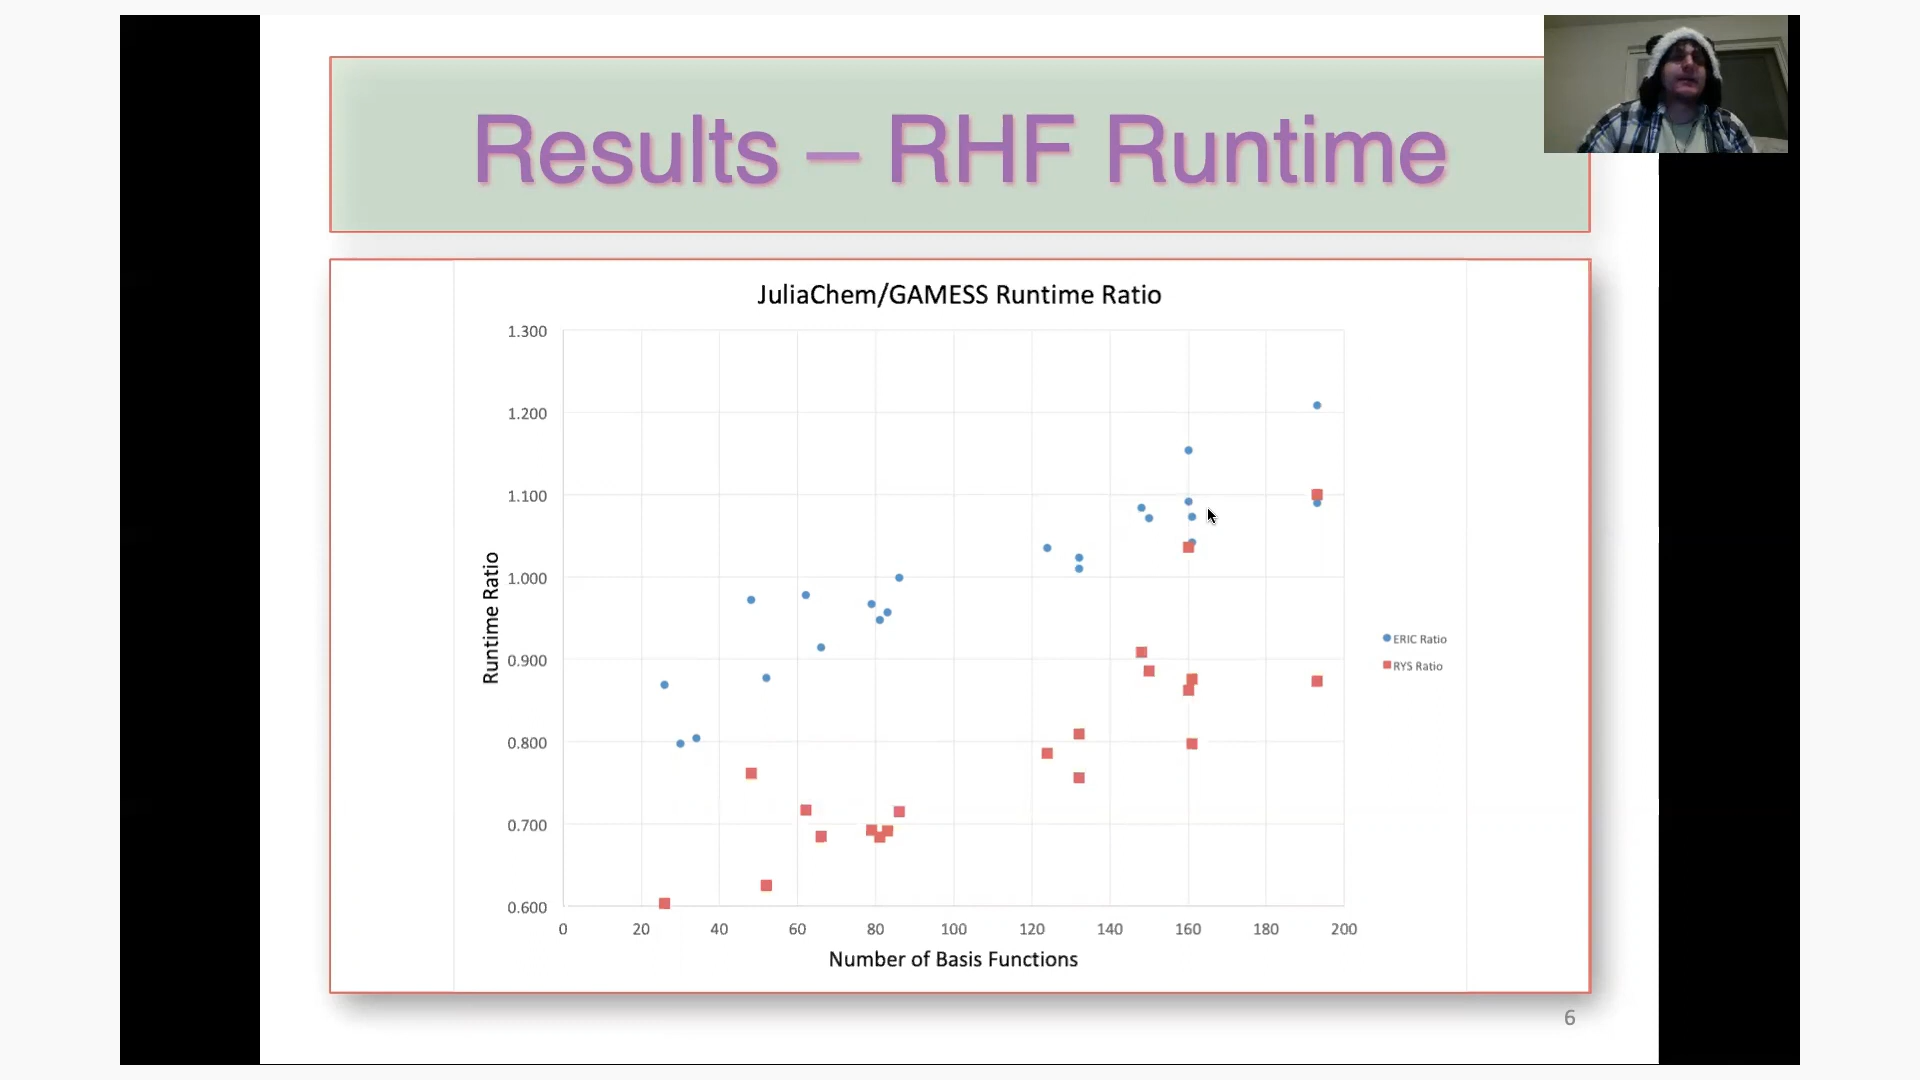 Results – RHF Runtime
JuliaChem/GAMESS Runtime Ratio
1.300
1.200
1.100
1.000
0.900
0.800
0.700
0.600
Runtime Ratio
ERIC Ratio
RYS Ratio
0 20 40 60 80 100 120 140 160 180 200
Number of Basis Functions
6